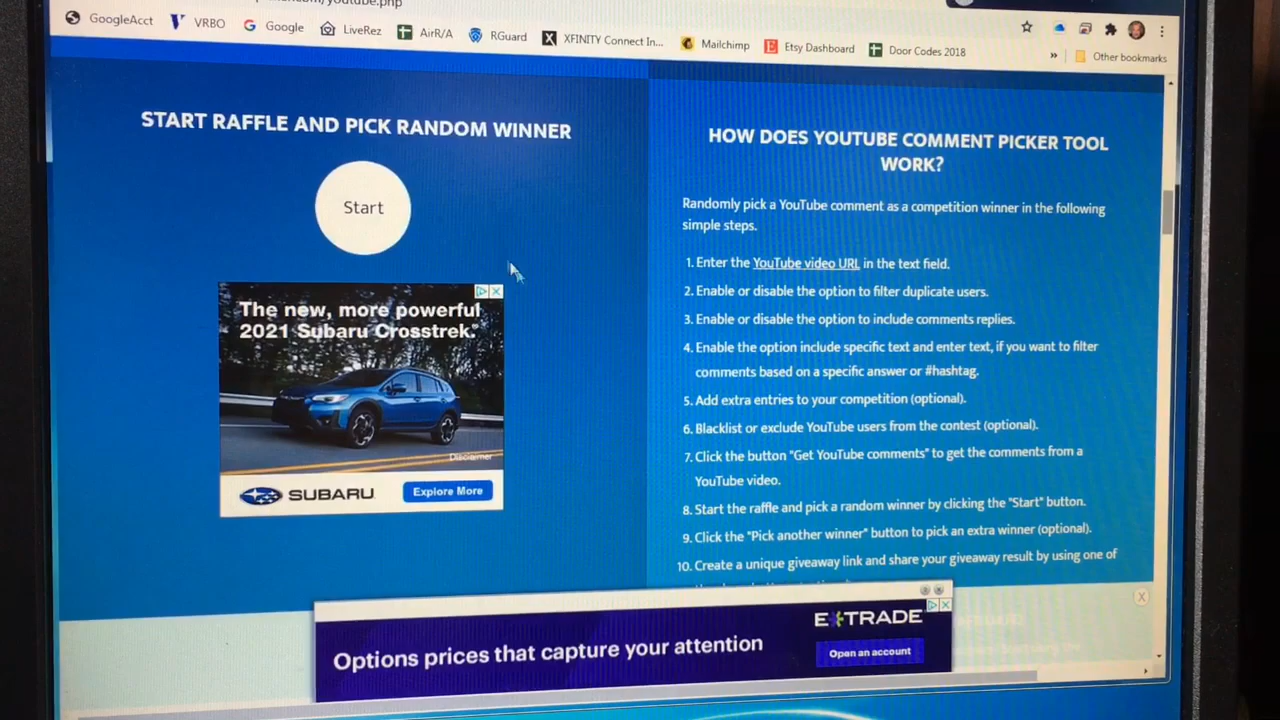 /youtube.php
GoogleAcct VRBO Google LiveRez AirR/A RGuard XFINITY Connect In... Mailchimp Etsy Dashboard Door Codes 2018
» Other bookmarks
START RAFFLE AND PICK RANDOM WINNER
Start
The new, more powerful
2021 Subaru Crosstrek.
Disclaimer
SUBARU
Explore More
HOW DOES YOUTUBE COMMENT PICKER TOOL
WORK?
Randomly pick a YouTube comment as a competition winner in the following
simple steps.
1. Enter the YouTube video URL in the text field.
2. Enable or disable the option to filter duplicate users.
3. Enable or disable the option to include comments replies.
4. Enable the option include specific text and enter text, if you want to filter
comments based on a specific answer or #hashtag.
5. Add extra entries to your competition (optional).
6. Blacklist or exclude YouTube users from the contest (optional).
7. Click the button "Get YouTube comments" to get the comments from a
YouTube video.
8. Start the raffle and pick a random winner by clicking the "Start" button.
9. Click the "Pick another winner" button to pick an extra winner (optional).
10. Create a unique giveaway link and share your giveaway result by using one of
Options prices that capture your attention
E*TRADE
Open an account